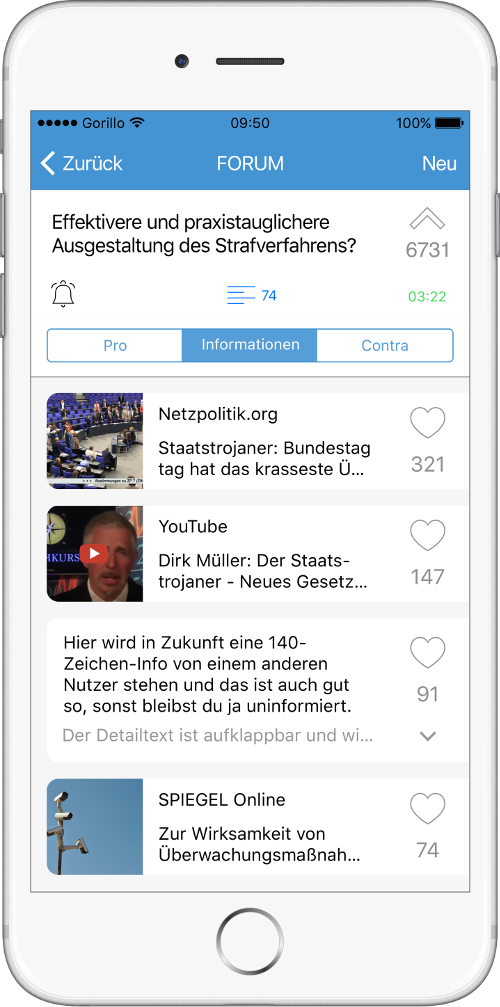 Gorillo 09:50 100%
Zurück FORUM Neu
Effektivere und praxistauglichere
Ausgestaltung des Strafverfahrens?
6731
74 03:22
Pro Informationen Contra
Netzpolitik.org
Staatstrojaner: Bundestag
tag hat das krasseste Ü...
321
YouTube
Dirk Müller: Der Staats-
trojaner - Neues Gesetz...
147
HKURS
Hier wird in Zukunft eine 140-
Zeichen-Info von einem anderen
Nutzer stehen und das ist auch gut
so, sonst bleibst du ja uninformiert.
91
Der Detailtext ist aufklappbar und wi...
SPIEGEL Online
Zur Wirksamkeit von
Überwachungsmaßnah...
74